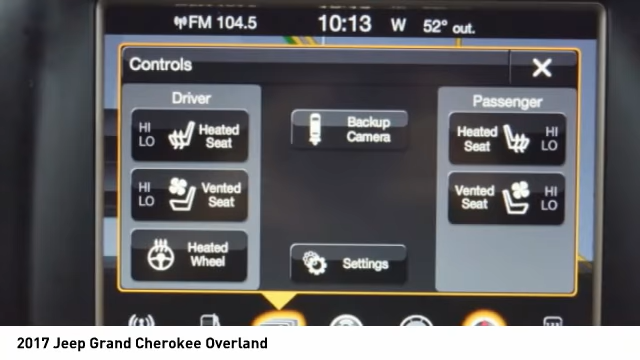 FM 104.5 10:13 W 52° out.
Controls
Driver
Passenger
HI
LO
Heated
Seat
Backup
Camera
Heated
Seat
HI
LO
HI
LO
Vented
Seat
Vented
Seat
HI
LO
Heated
Wheel
Settings
2017 Jeep Grand Cherokee Overland